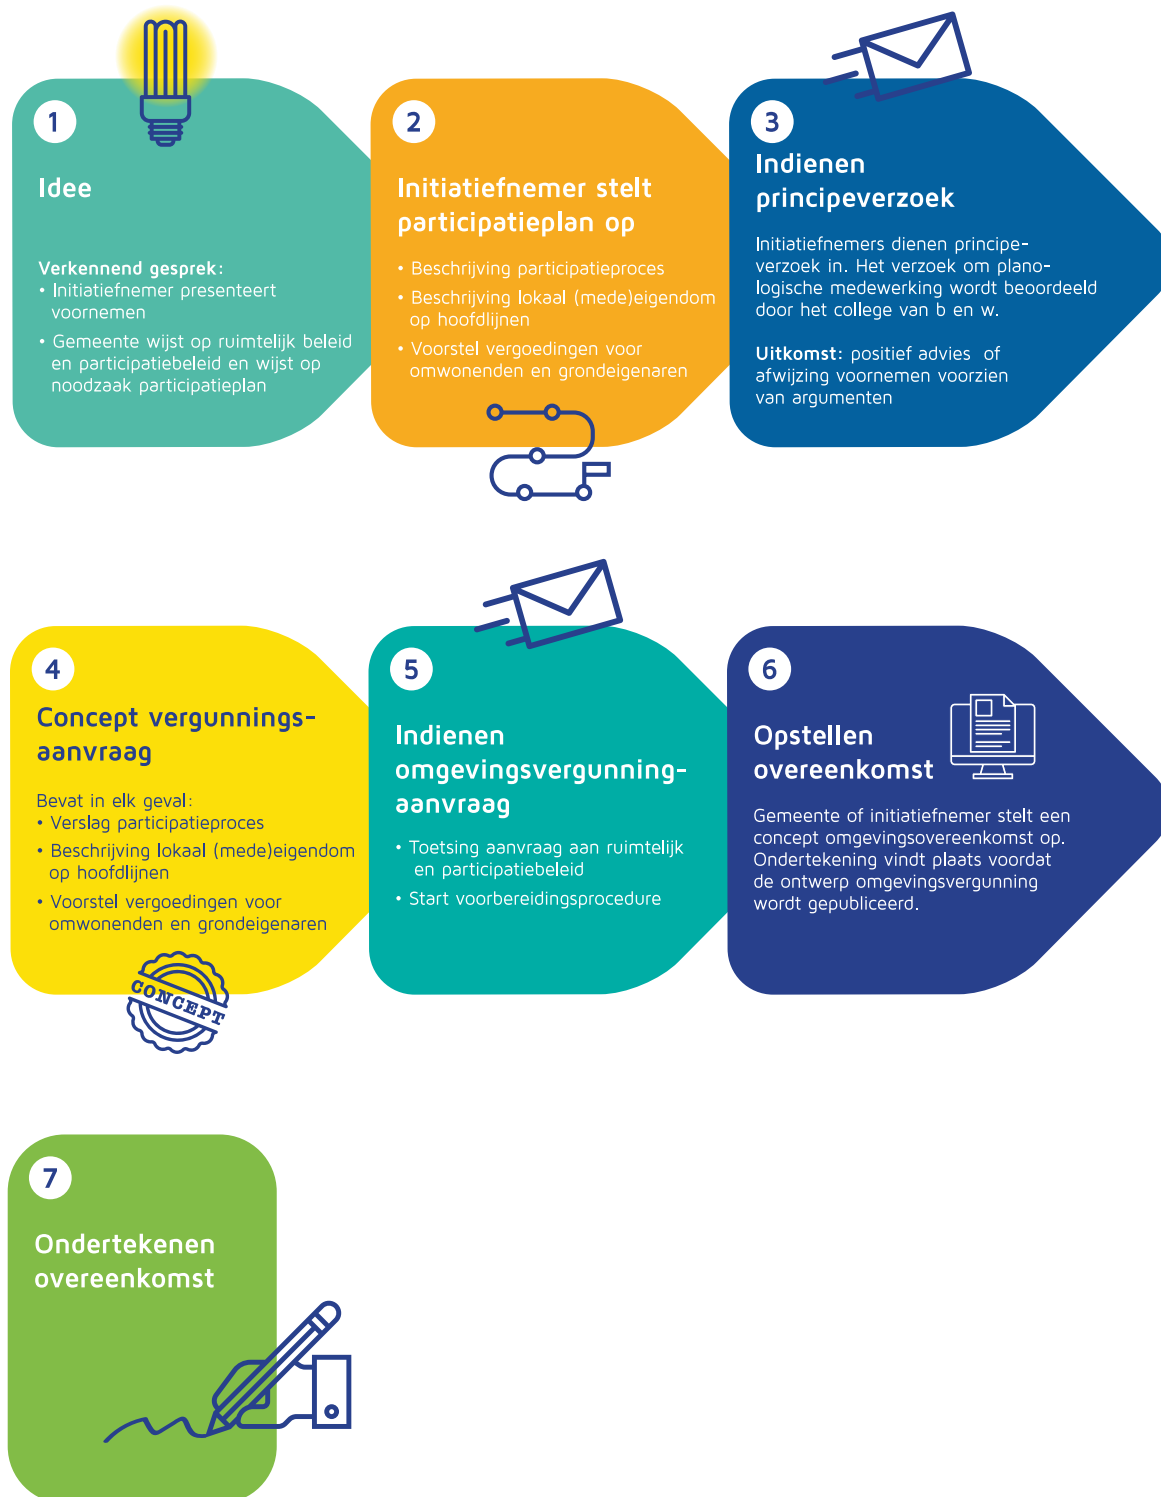 1
Idee
Verkennend gesprek:
• Initiatiefnemer presenteert
voornemen
• Gemeente wijst op ruimtelijk beleid
en participatiebeleid en wijst op
noodzaak participatieplan
2
Initiatiefnemer stelt
participatieplan op
• Beschrijving participatieproces
• Beschrijving lokaal (mede)eigendom
op hoofdlijnen
• Voorstel vergoedingen voor
omwonenden en grondeigenaren
3
Indienen
principeverzoek
Initiatiefnemers dienen principe-
verzoek in. Het verzoek om plano-
logische medewerking wordt beoordeeld
door het college van b en w.
Uitkomst: positief advies of
afwijzing voornemen voorzien
van argumenten
4
Concept vergunnings-
aanvraag
Bevat in elk geval:
• Verslag participatieproces
• Beschrijving lokaal (mede)eigendom
op hoofdlijnen
• Voorstel vergoedingen voor
omwonenden en grondeigenaren
CONCEPT
5
Indienen
omgevingsvergunning-
aanvraag
• Toetsing aanvraag aan ruimtelijk
en participatiebeleid
• Start voorbereidingsprocedure
6
Opstellen
overeenkomst
Gemeente of initiatiefnemer stelt een
concept omgevingsovereenkomst op.
Ondertekening vindt plaats voordat
de ontwerp omgevingsvergunning
wordt gepubliceerd.
7
Ondertekenen
overeenkomst